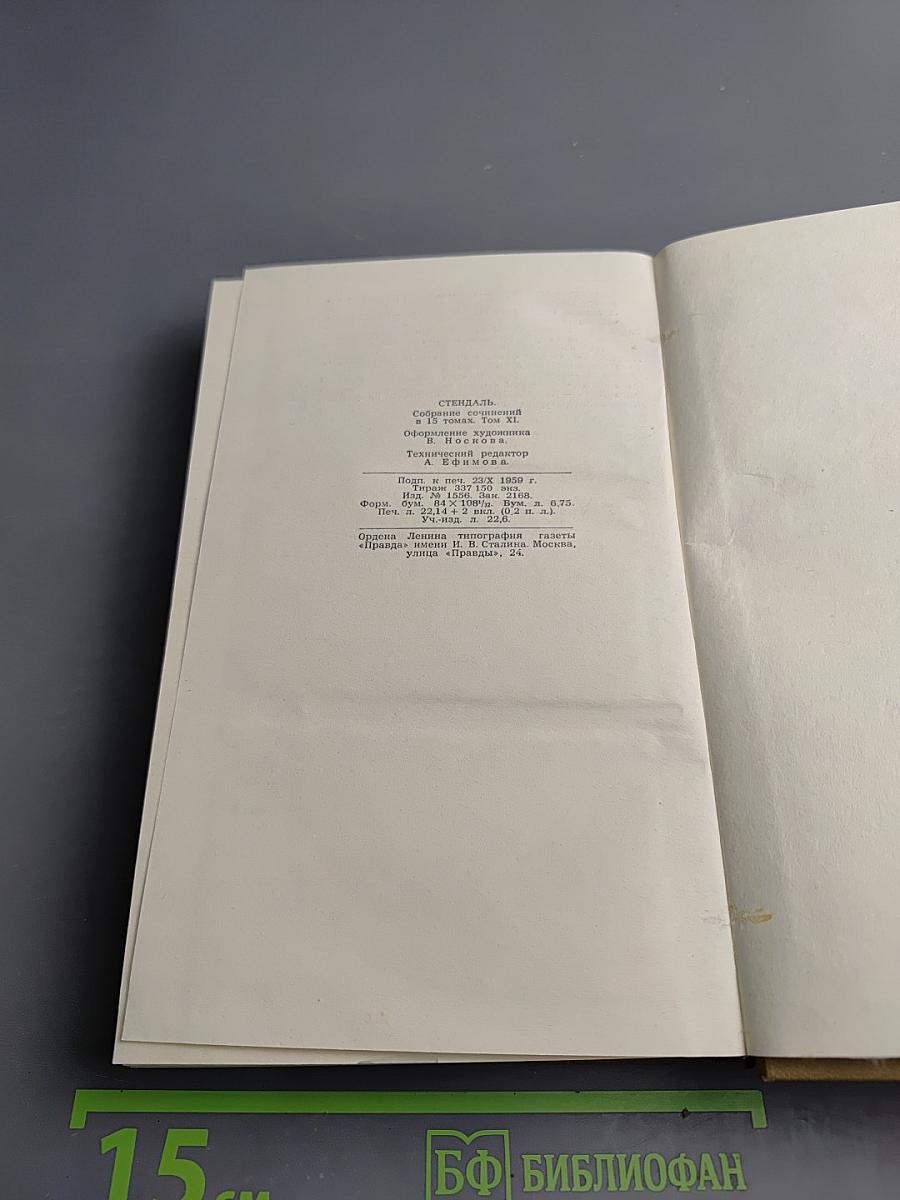 СТЕНДАЛЬ.
Собрание сочинений
в 15 томах. Том XI.
Оформление художника
В. Носкова.
Технический редактор
А. Ефимова.
Подп. к печ. 23/X 1959 г.
Тираж 337 150 экз.
Изд. № 1556. Зак. 2168.
Форм. бум. 84 × 108¹/₃₂. Бум. л. 6,75.
Печ. л. 22,14 + 2 вкл. (0,2 п. л.).
Уч.-изд. л. 22,6.
Ордена Ленина типография газеты
«Правда» имени И. В. Сталина. Москва,
улица «Правды», 24.
15 см
БФ БИБЛИОФАН